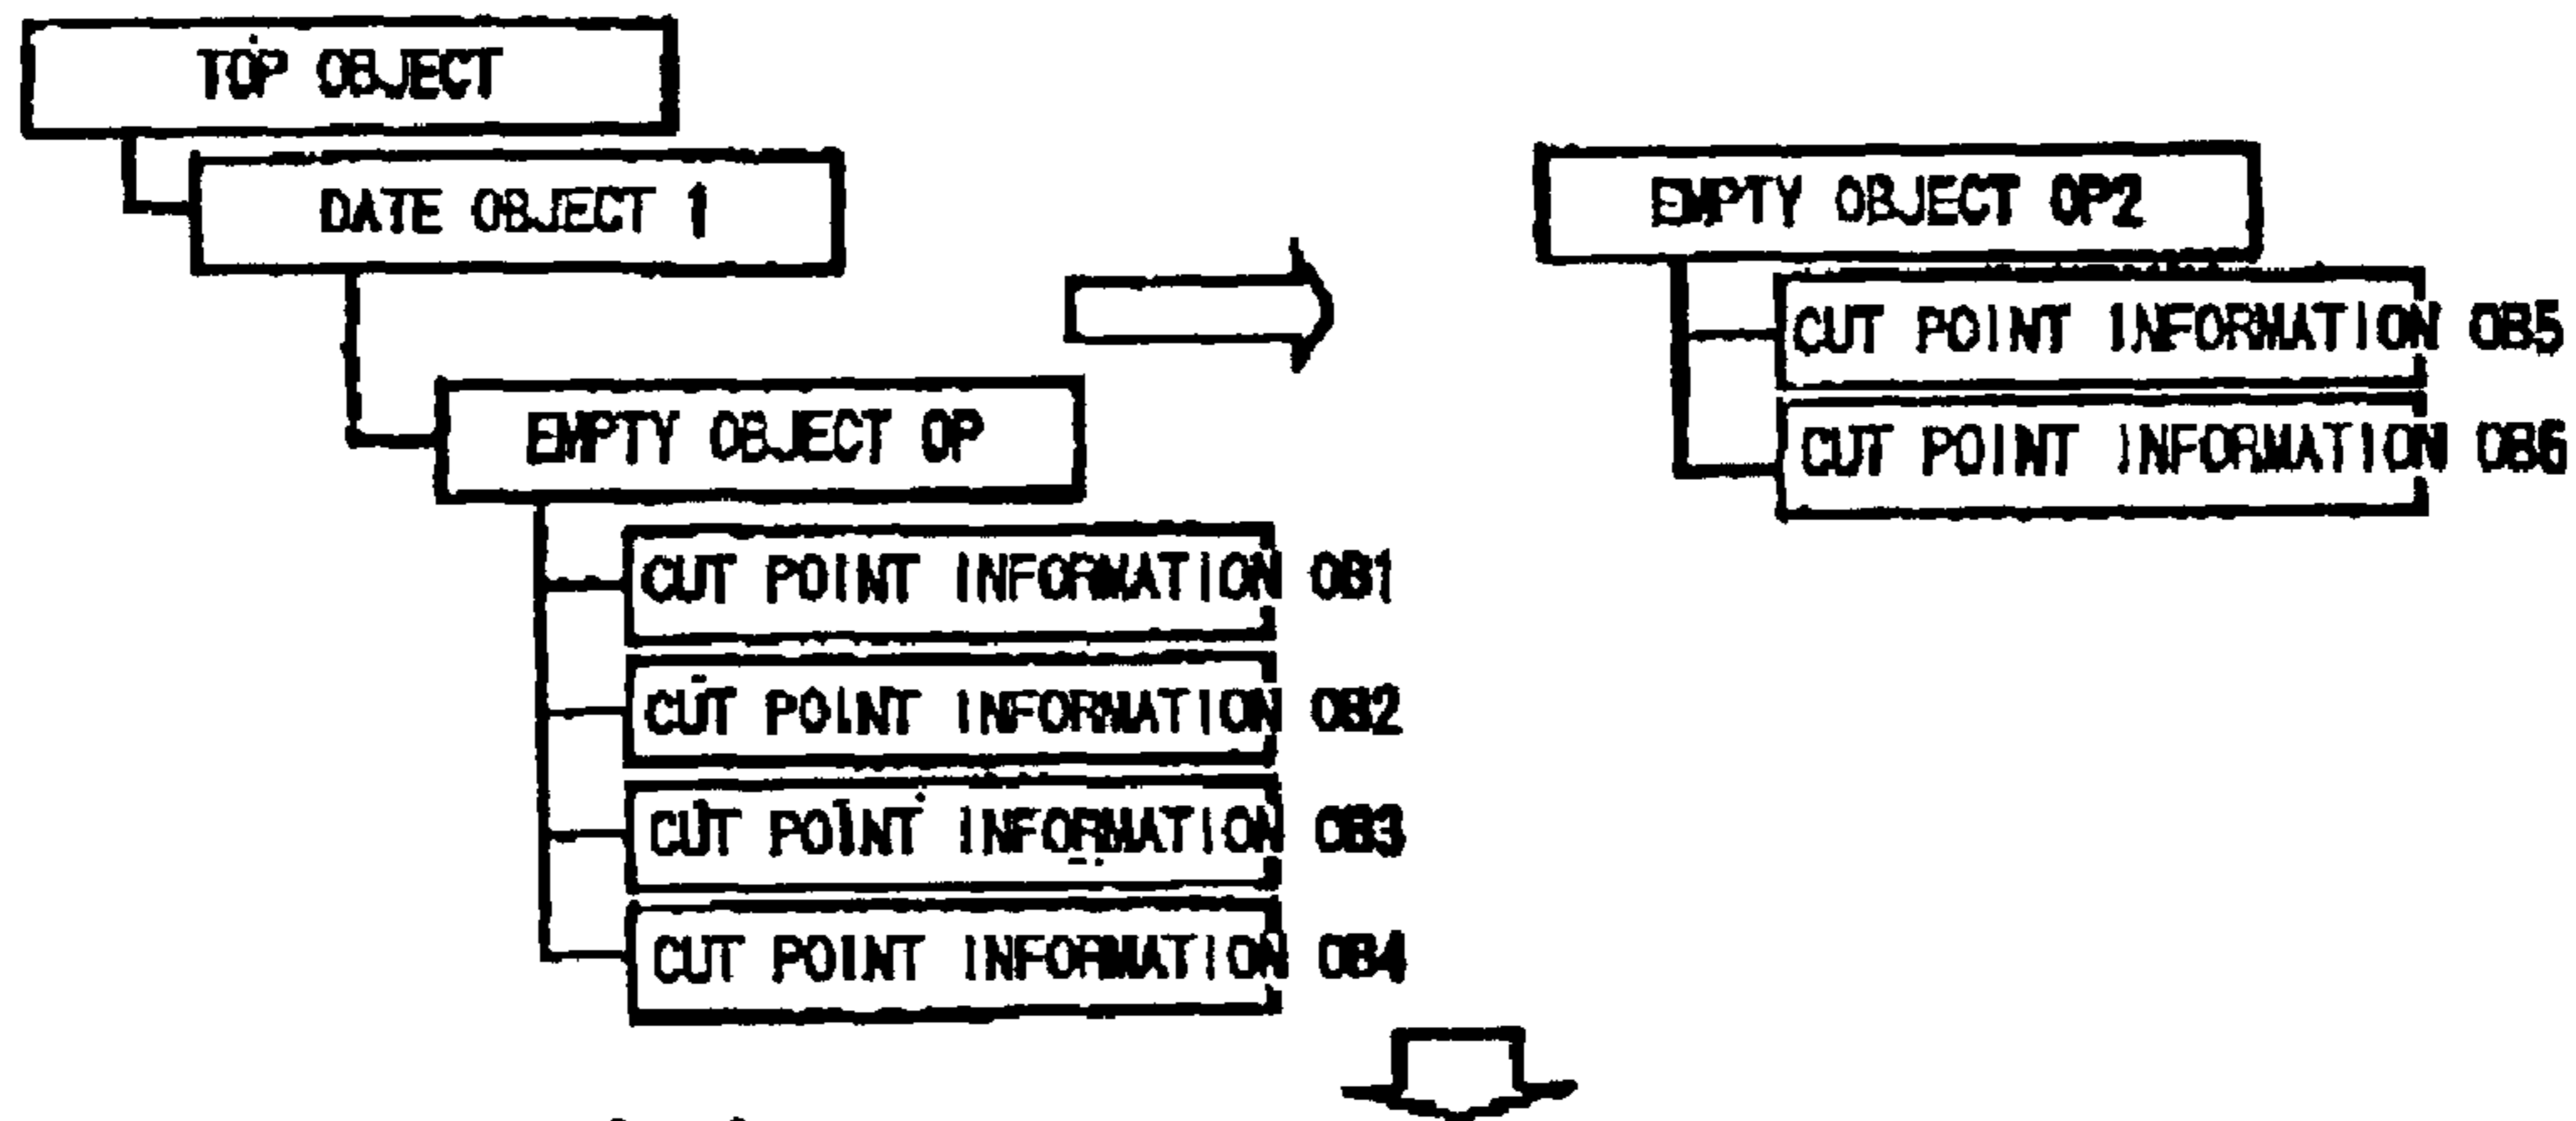 TOP OBJECT
DATE OBJECT 1
EMPTY OBJECT OP
CUT POINT INFORMATION OB1
CUT POINT INFORMATION OB2
CUT POINT INFORMATION OB3
CUT POINT INFORMATION OB4
EMPTY OBJECT OP2
CUT POINT INFORMATION OB5
CUT POINT INFORMATION OB6